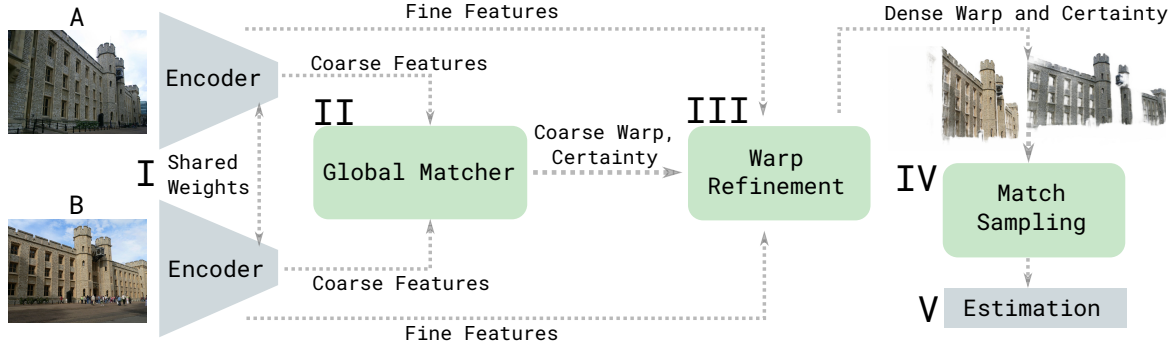 A
Fine Features
Dense Warp and Certainty
Encoder
Coarse Features
II
III
Global Matcher
Coarse Warp,
Certainty
Warp
Refinement
I
Shared
Weights
IV
Match
Sampling
B
Encoder
Coarse Features
V
Estimation
Fine Features